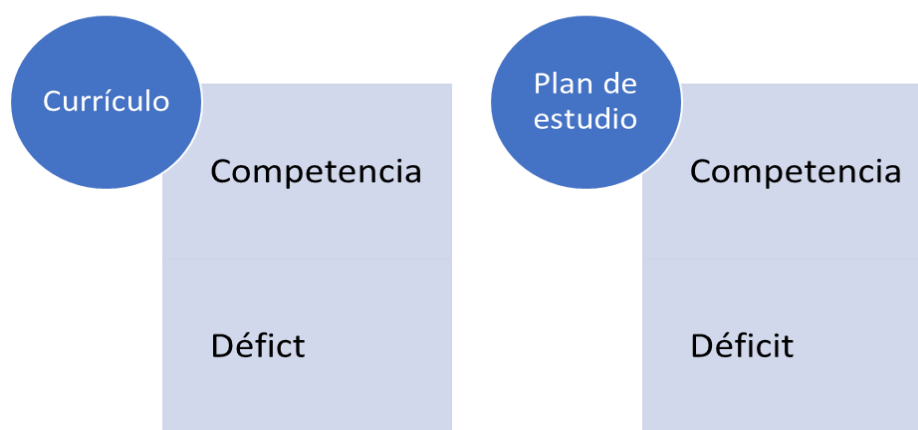 Currículo
Competencia
Défict
Plan de
estudio
Competencia
Déficit